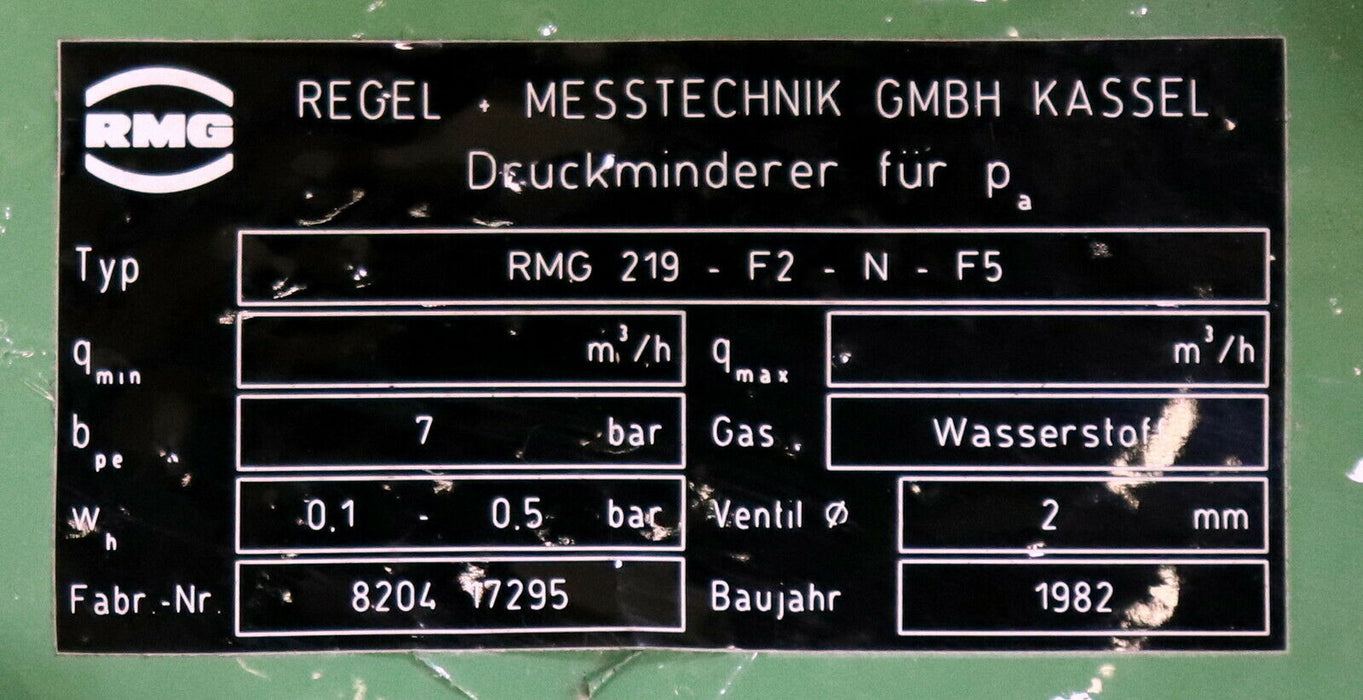 RMG
REGEL + MESSTECHNIK GMBH KASSEL
Druckminderer für pa
Typ RMG 219 - F2 - N - F5
qmin m³/h qmax m³/h
bpe 7 bar Gas Wasserstoff
wh 0.1 - 0.5 bar Ventil Ø 2 mm
Fabr.-Nr. 8204 17295 Baujahr 1982